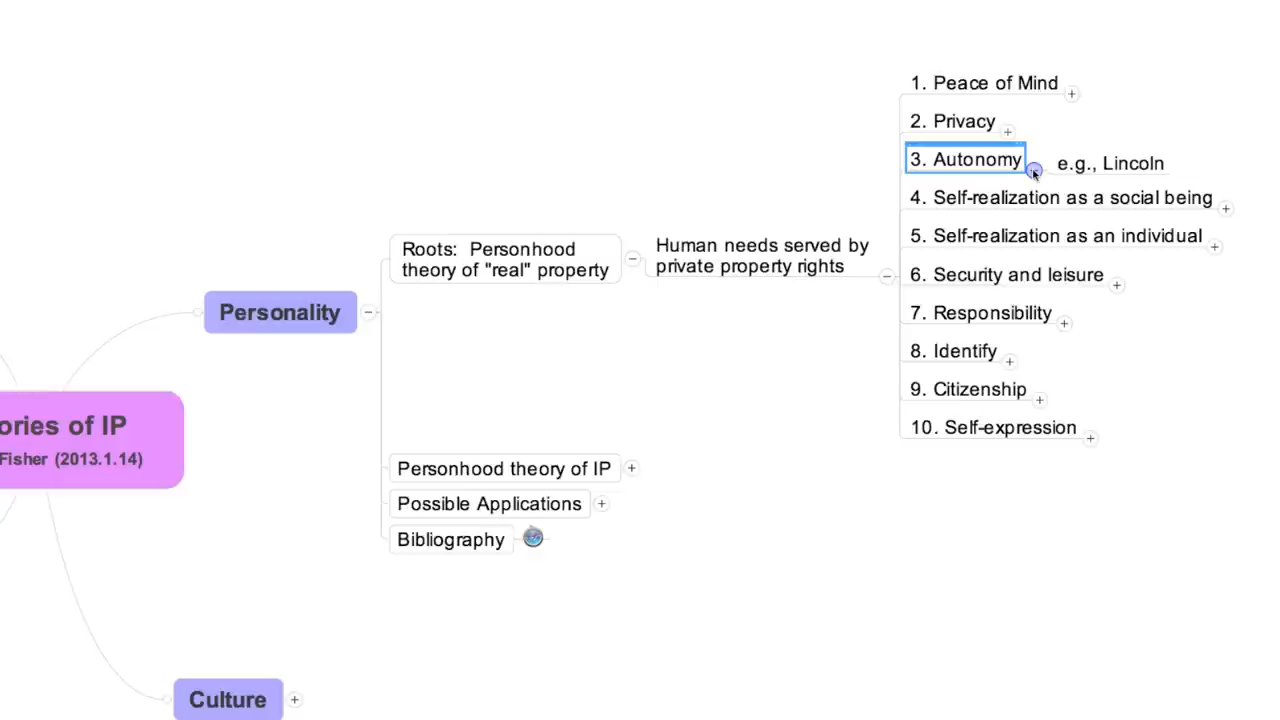 1. Peace of Mind
2. Privacy
3. Autonomy
e.g., Lincoln
4. Self-realization as a social being
5. Self-realization as an individual
6. Security and leisure
7. Responsibility
8. Identify
9. Citizenship
10. Self-expression
Human needs served by
private property rights
Roots: Personhood
theory of "real" property
Personality
Personhood theory of IP
Possible Applications
Bibliography
ories of IP
Fisher (2013.1.14)
Culture